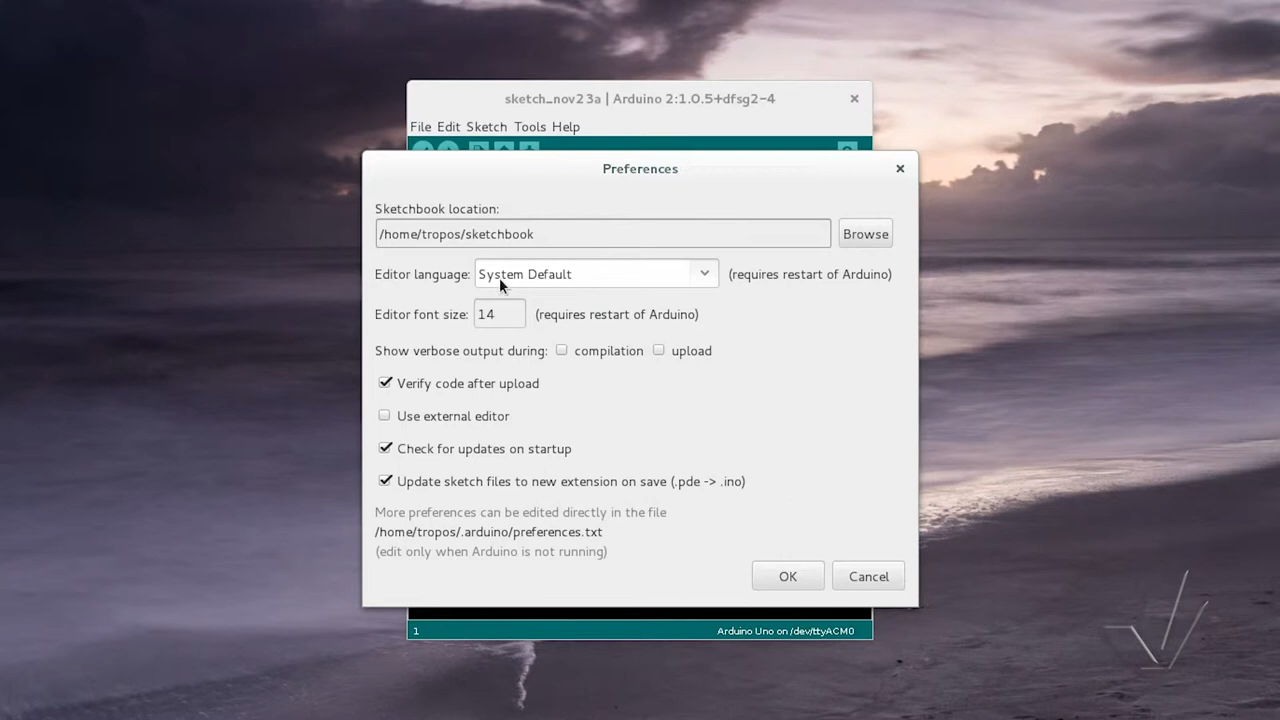 sketch_nov23a | Arduino 2:1.0.5+dfsg2-4
File Edit Sketch Tools Help
Preferences
Sketchbook location:
/home/tropos/sketchbook Browse
Editor language: System Default (requires restart of Arduino)
Editor font size: 14 (requires restart of Arduino)
Show verbose output during: compilation upload
Verify code after upload
Use external editor
Check for updates on startup
Update sketch files to new extension on save (.pde -> .ino)
More preferences can be edited directly in the file
/home/tropos/.arduino/preferences.txt
(edit only when Arduino is not running)
OK Cancel
1 Arduino Uno on /dev/ttyACM0